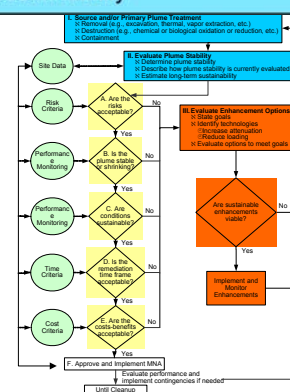 I. Source and/or Primary Plume Treatment
Removal (e.g., excavation, thermal, vapor extraction, etc.)
Destruction (e.g., chemical or biological oxidation or reduction, etc.)
Containment
II. Evaluate Plume Stability
Determine plume stability
Describe how plume stability is currently evaluated
Estimate long-term sustainability
Site Data
Risk
Criteria
A. Are the
risks
acceptable?
No
Yes
III. Evaluate Enhancement Options
State goals
Identify technologies
Increase attenuation
Reduce loading
Evaluate options to meet goals
Performanc
e
Monitoring
B. Is the
plume stable
or shrinking?
No
Yes
Performanc
e
Monitoring
C. Are
conditions
sustainable?
No
Yes
Are sustainable
enhancements
viable?
No
Yes
Time
Criteria
D. Is the
remediation
time frame
acceptable?
No
Yes
Implement and
Monitor
Enhancements
Cost
Criteria
E. Are the
costs-benefits
acceptable?
No
Yes
F. Approve and Implement MNA
Evaluate performance and
implement contingencies if needed
Until Cleanup